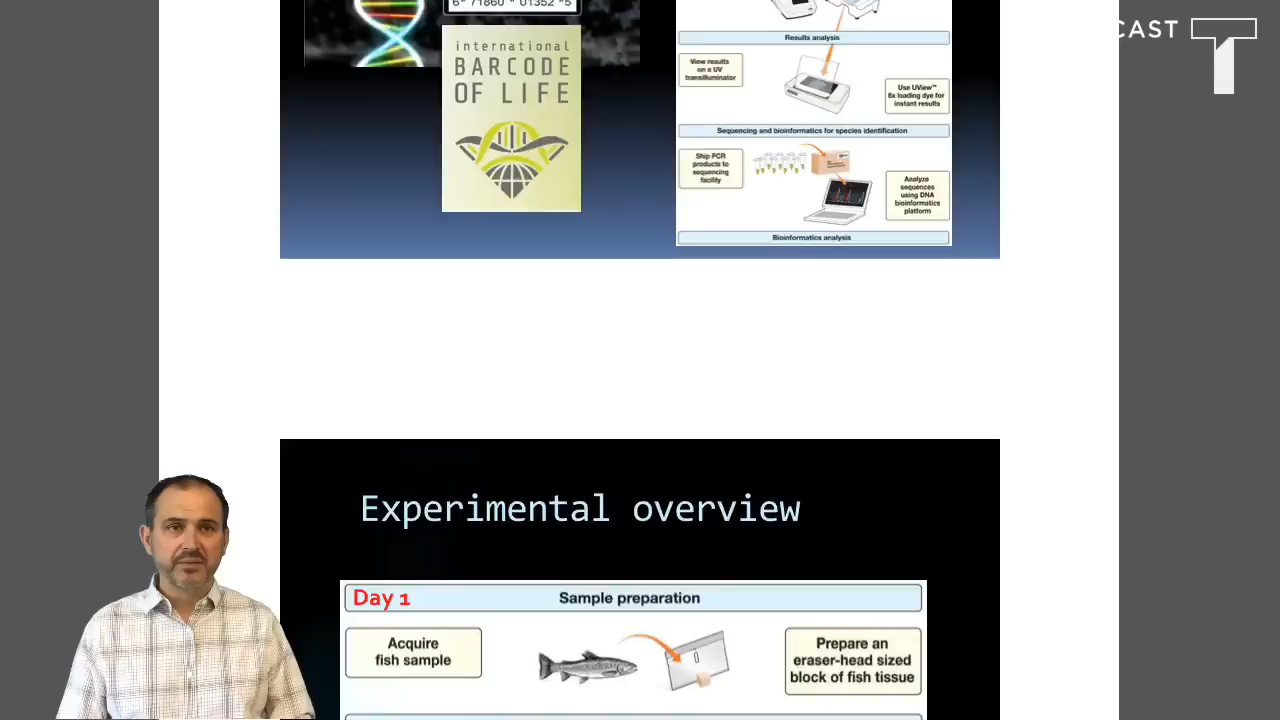 6" 71860 " 01352 "5
international
BARCODE
OF LIFE
Results analysis
View results
on a UV
transilluminator
Use UView™
6x loading dye for
instant results
Sequencing and bioinformatics for species identification
Ship PCR
products to
sequencing
facility
Analyze
sequences
using DNA
bioinformatics
platform
Bioinformatics analysis
CAST
T
Experimental overview
Day 1
Sample preparation
Acquire
fish sample
Prepare an
eraser-head sized
block of fish tissue